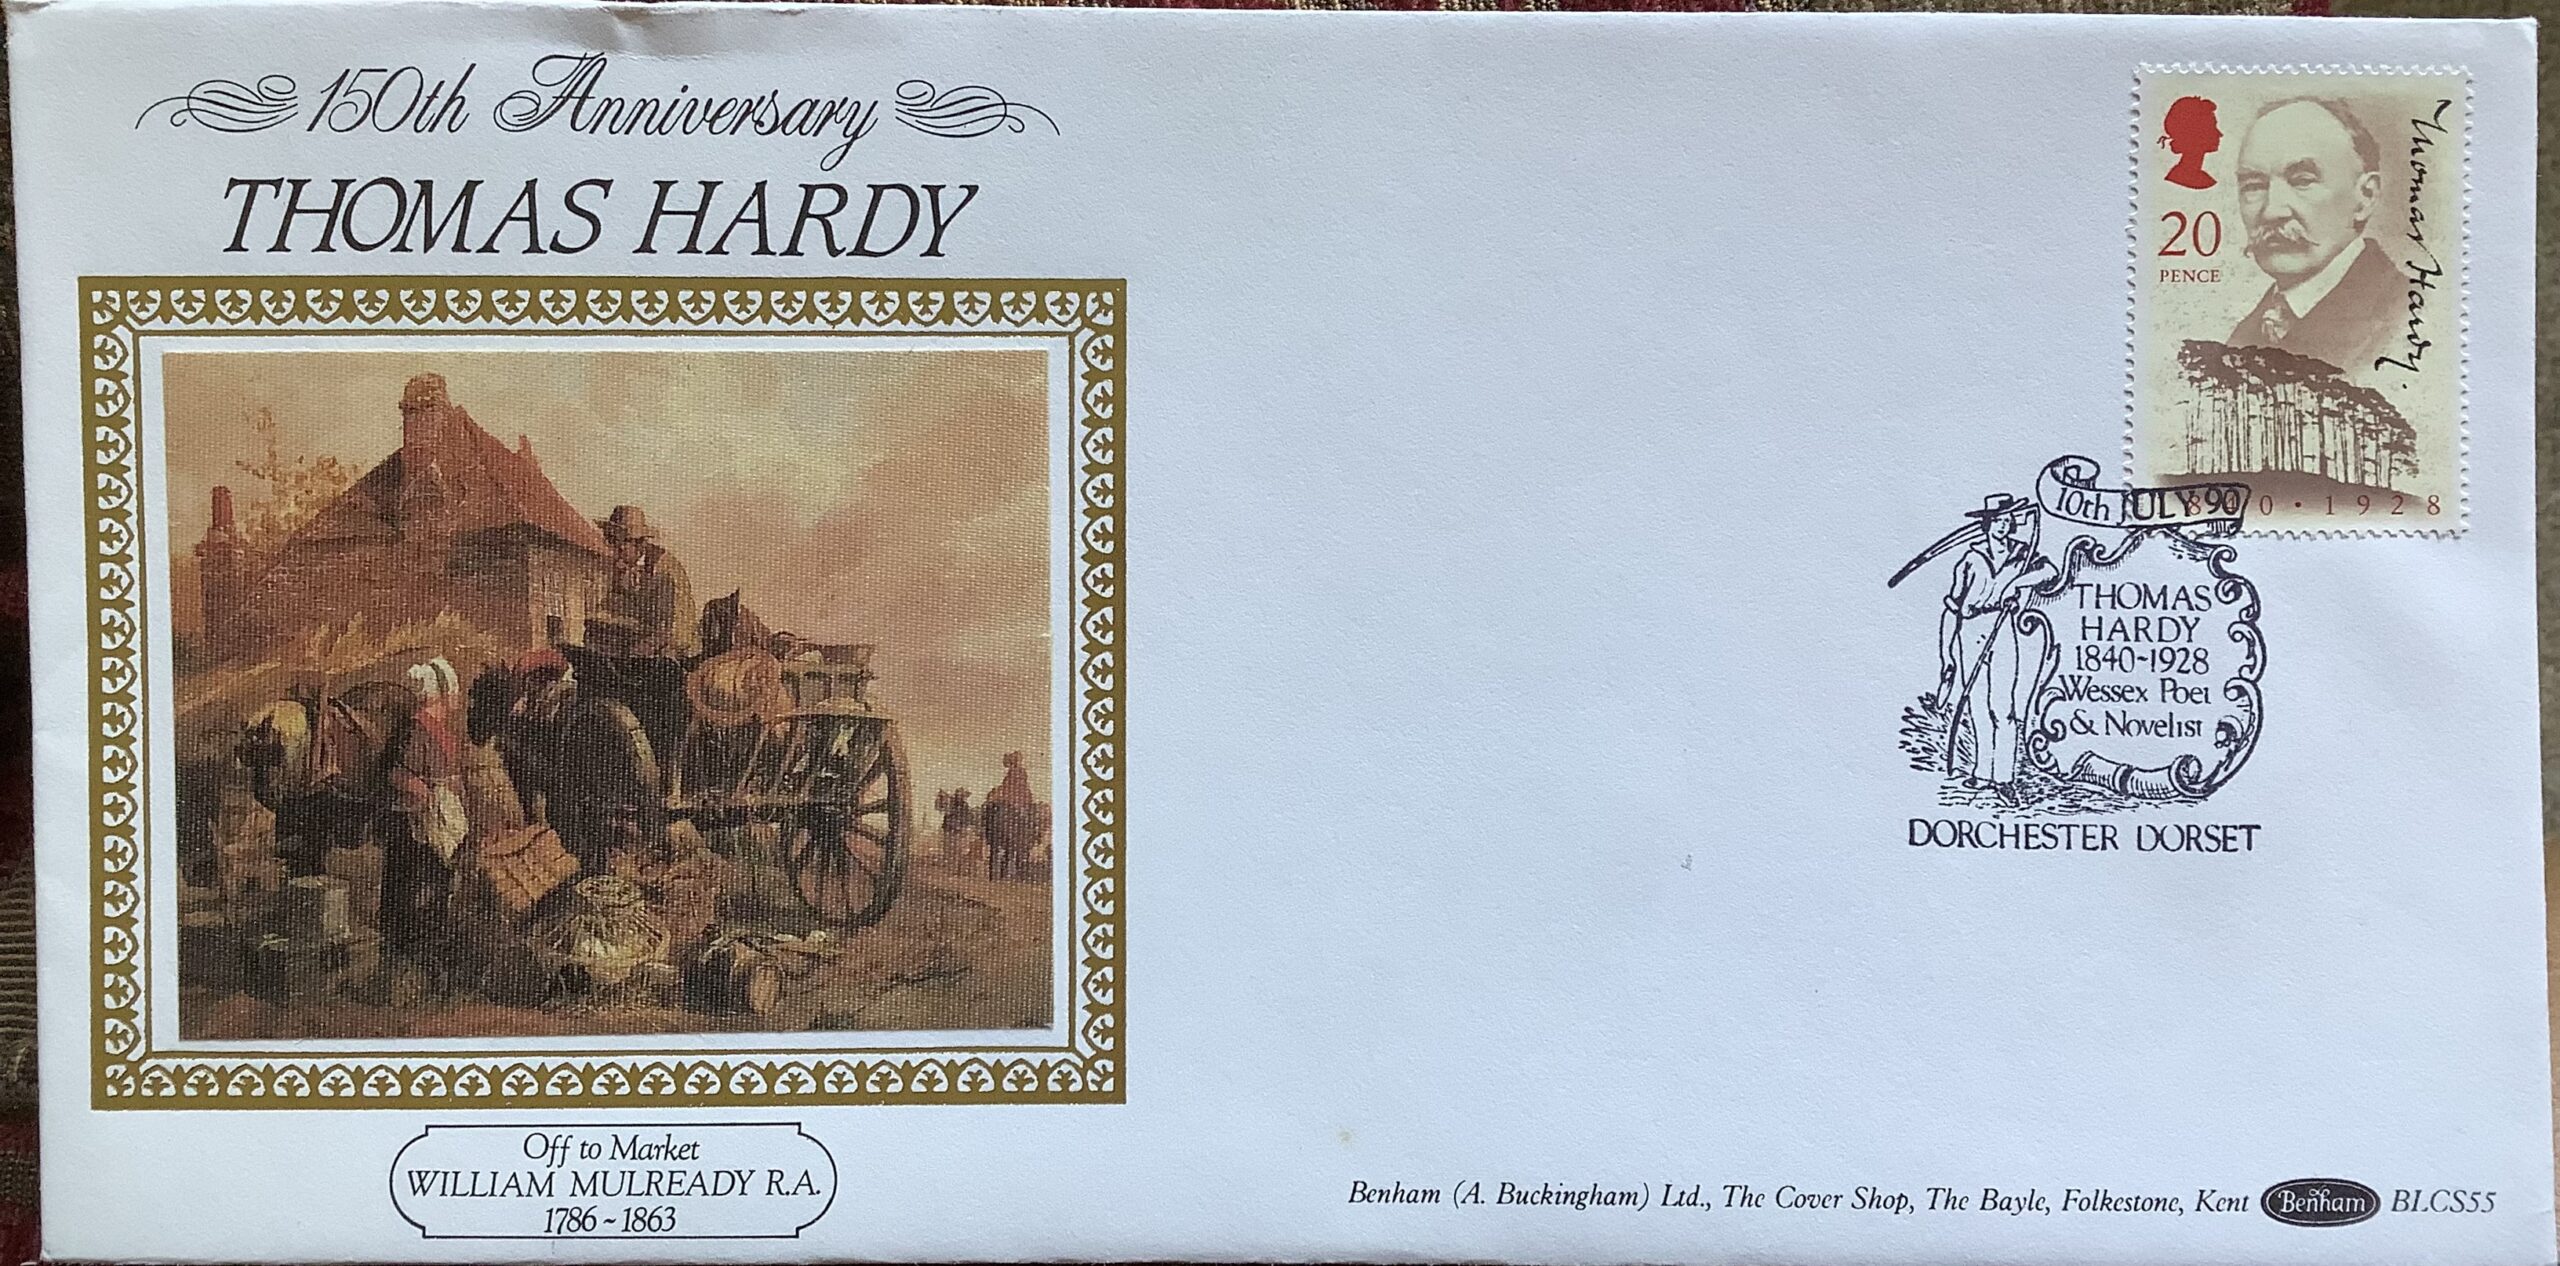 150th Anniversary
THOMAS HARDY
Off to Market
WILLIAM MULREADY R.A.
1786~1863
20
PENCE
Thomas Hardy.
1840 · 1928
10th JULY 90
THOMAS
HARDY
1840~1928
Wessex Poet
& Novelist
DORCHESTER DORSET
Benham (A. Buckingham) Ltd., The Cover Shop, The Bayle, Folkestone, Kent Benham BLCS55